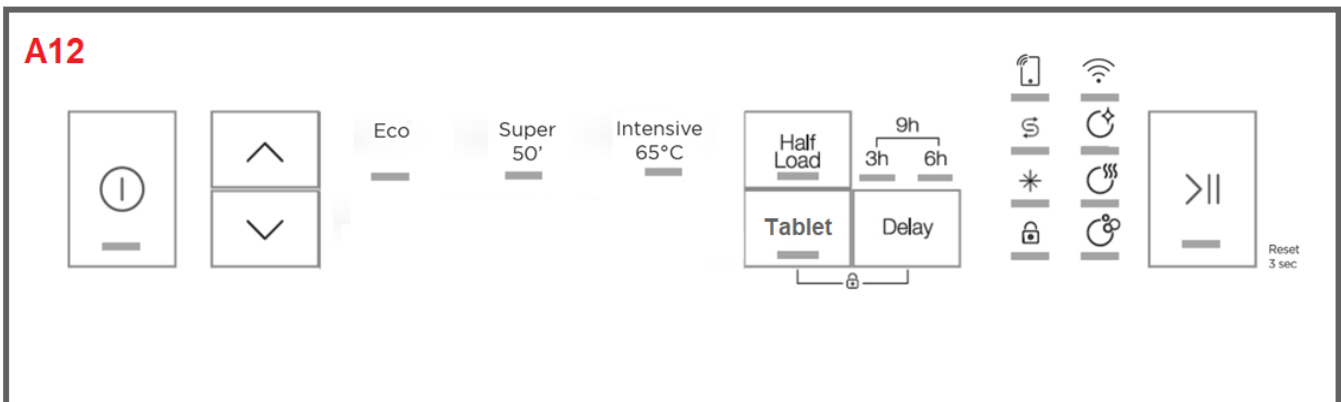 A12
Eco
Super
50’
Intensive
65°C
Half
Load
9h
3h
6h
Tablet
Delay
Reset
3 sec